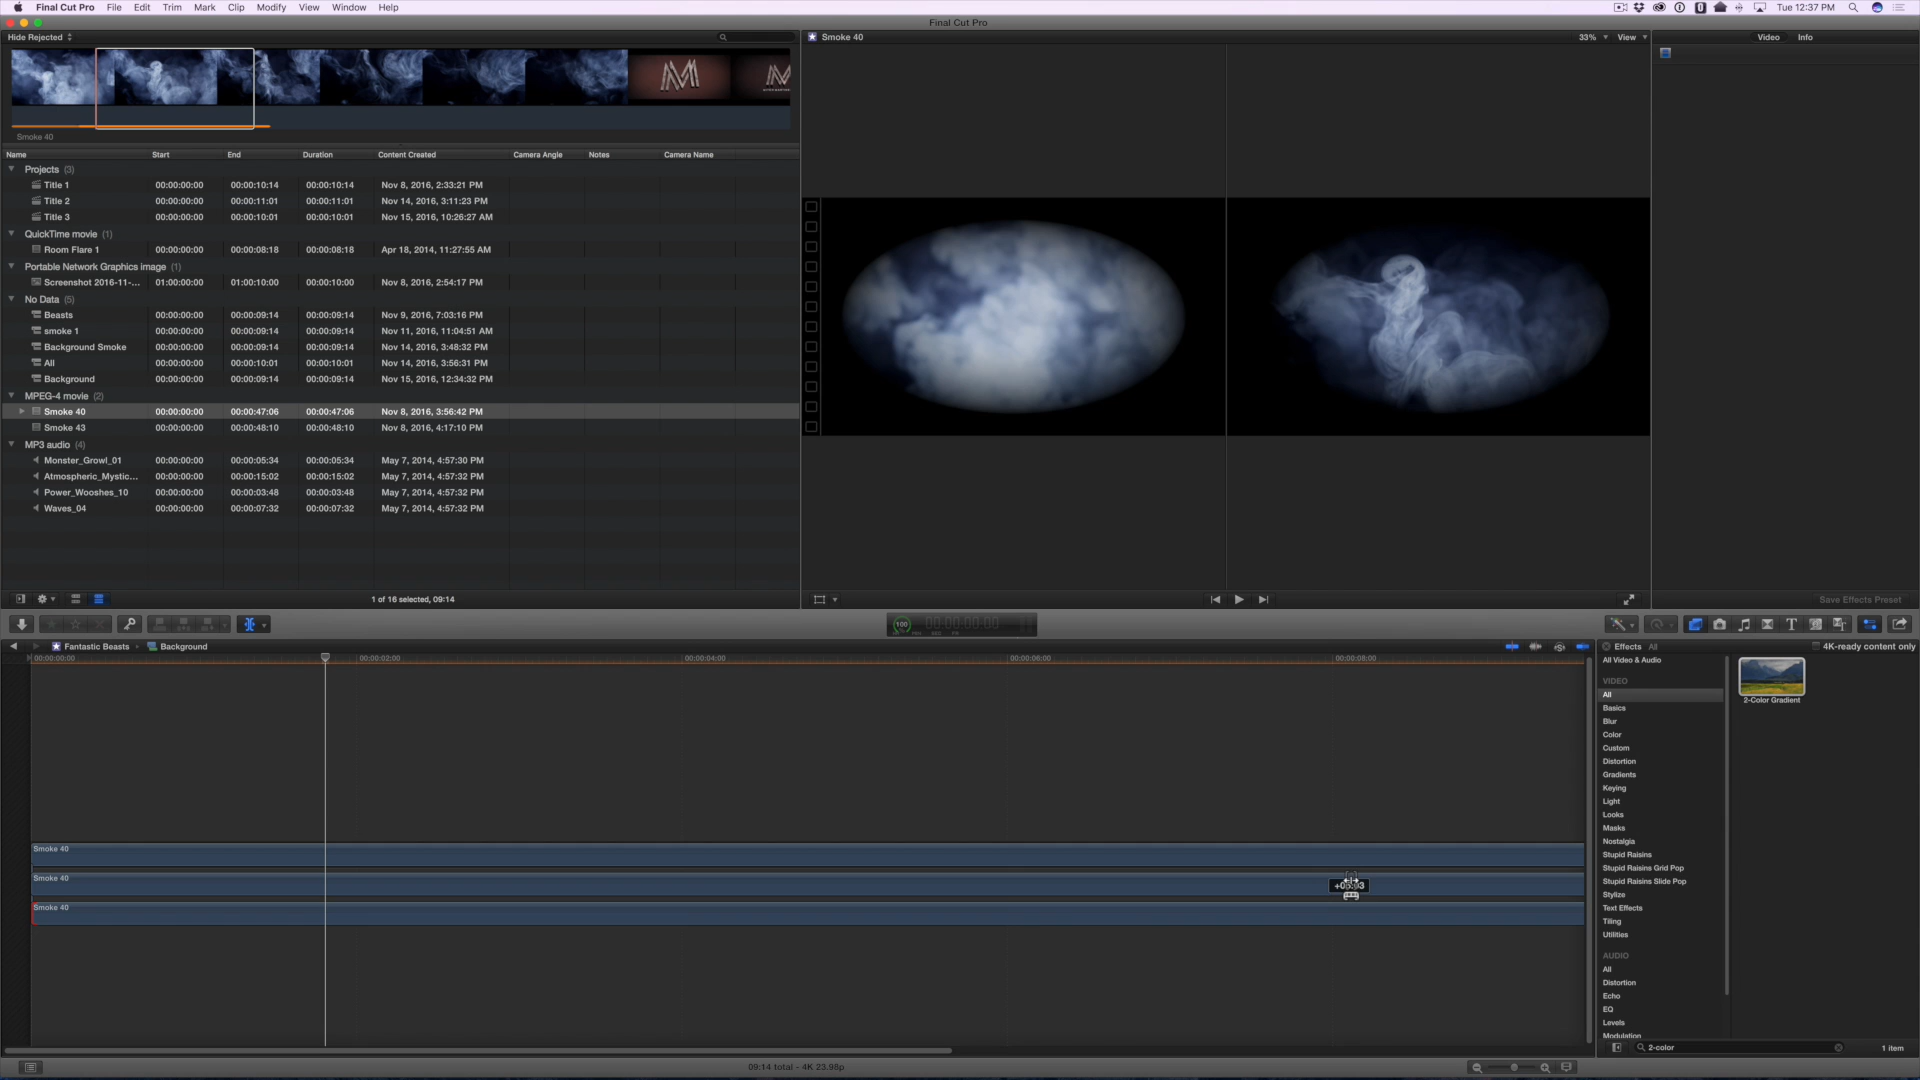 Final Cut Pro File Edit Trim Mark Clip Modify View Window Help
Tue 12:37 PM
Final Cut Pro
Hide Rejected
Smoke 40
33%
View
Video
Info
M
Smoke 40
Name Start End Duration Content Created Camera Angle Notes Camera Name
Projects (3)
Title 1 00:00:00:00 00:00:10:14 00:00:10:14 Nov 8, 2016, 2:33:21 PM
Title 2 00:00:00:00 00:00:11:01 00:00:11:01 Nov 14, 2016, 3:11:23 PM
Title 3 00:00:00:00 00:00:10:01 00:00:10:01 Nov 15, 2016, 10:26:27 AM
QuickTime movie (1)
Room Flare 1 00:00:00:00 00:00:08:18 00:00:08:18 Apr 18, 2014, 11:27:55 AM
Portable Network Graphics image (1)
Screenshot 2016-11-... 01:00:00:00 01:00:10:00 00:00:10:00 Nov 8, 2016, 2:54:17 PM
No Data (5)
Beasts 00:00:00:00 00:00:09:14 00:00:09:14 Nov 9, 2016, 7:03:16 PM
smoke 1 00:00:00:00 00:00:09:14 00:00:09:14 Nov 11, 2016, 11:04:51 AM
Background Smoke 00:00:00:00 00:00:09:14 00:00:09:14 Nov 14, 2016, 3:48:32 PM
All 00:00:00:00 00:00:10:01 00:00:10:01 Nov 14, 2016, 3:56:31 PM
Background 00:00:00:00 00:00:09:14 00:00:09:14 Nov 15, 2016, 12:34:32 PM
MPEG-4 movie (2)
Smoke 40 00:00:00:00 00:00:47:06 00:00:47:06 Nov 8, 2016, 3:56:42 PM
Smoke 43 00:00:00:00 00:00:48:10 00:00:48:10 Nov 8, 2016, 4:17:10 PM
MP3 audio (4)
Monster_Growl_01 00:00:00:00 00:00:05:34 00:00:05:34 May 7, 2014, 4:57:30 PM
Atmospheric_Mystic... 00:00:00:00 00:00:15:02 00:00:15:02 May 7, 2014, 4:57:32 PM
Power_Wooshes_10 00:00:00:00 00:00:03:48 00:00:03:48 May 7, 2014, 4:57:32 PM
Waves_04 00:00:00:00 00:00:07:32 00:00:07:32 May 7, 2014, 4:57:32 PM
1 of 16 selected, 09:14
Save Effects Preset
100 00:00:00:00
Fantastic Beasts Background
00:00:00:00 00:00:02:00 00:00:04:00 00:00:06:00 00:00:08:00
Smoke 40
Smoke 40
Smoke 40
Effects All
4K-ready content only
All Video & Audio
VIDEO
All
Basics
Blur
Color
Custom
Distortion
Gradients
Keying
Light
Looks
Masks
Nostalgia
Stupid Raisins
Stupid Raisins Grid Pop
Stupid Raisins Slide Pop
Stylize
Text Effects
Tiling
Utilities
AUDIO
All
Distortion
Echo
EQ
Levels
Modulation
2-Color Gradient
2-color
1 item
09:14 total - 4K 23.98p